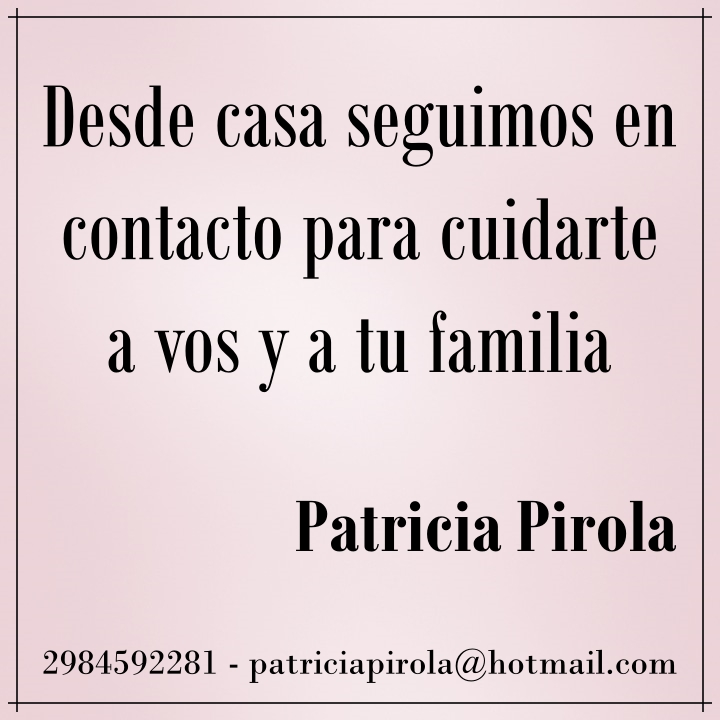 Desde casa seguimos en
contacto para cuidarte
a vos y a tu familia
Patricia Pirola
2984592281 - patriciapirola@hotmail.com